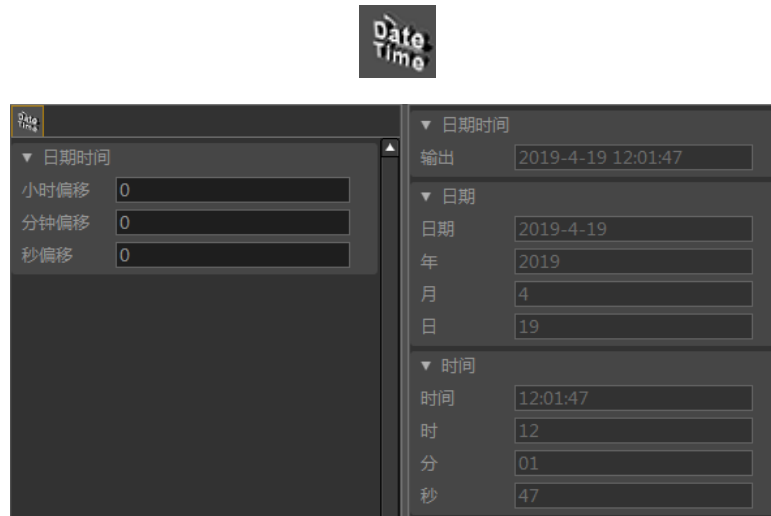 Date
Time
Date
Time
▼ 日期时间
小时偏移 0
分钟偏移 0
秒偏移 0
▼ 日期时间
输出 2019-4-19 12:01:47
▼ 日期
日期 2019-4-19
年 2019
月 4
日 19
▼ 时间
时间 12:01:47
时 12
分 01
秒 47